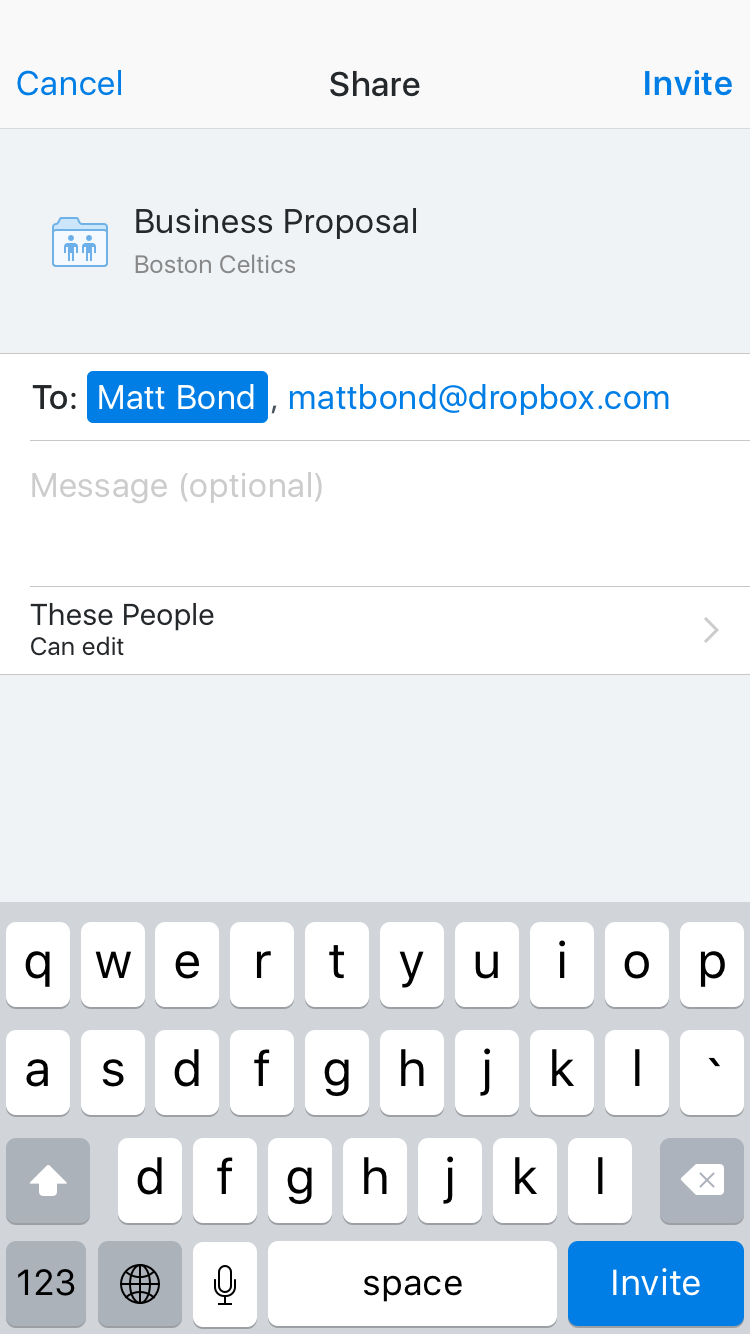 Cancel Share Invite
Business Proposal
Boston Celtics
To: Matt Bond, mattbond@dropbox.com
Message (optional)
These People
Can edit
q w e r t y u i o p
a s d f g h j k l `
d f g h j k l
123 space Invite